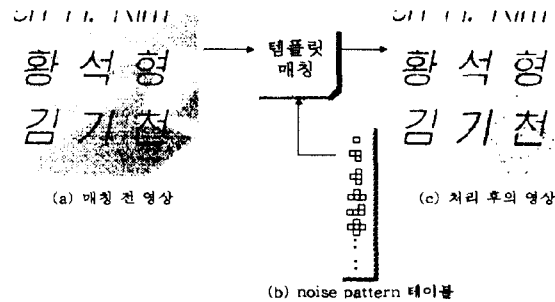 템플릿
매칭
황 석 형
김 기 천
황 석 형
김 기 천
(a) 매칭 전 영상
(c) 처리 후의 영상
(b) noise pattern 테이블